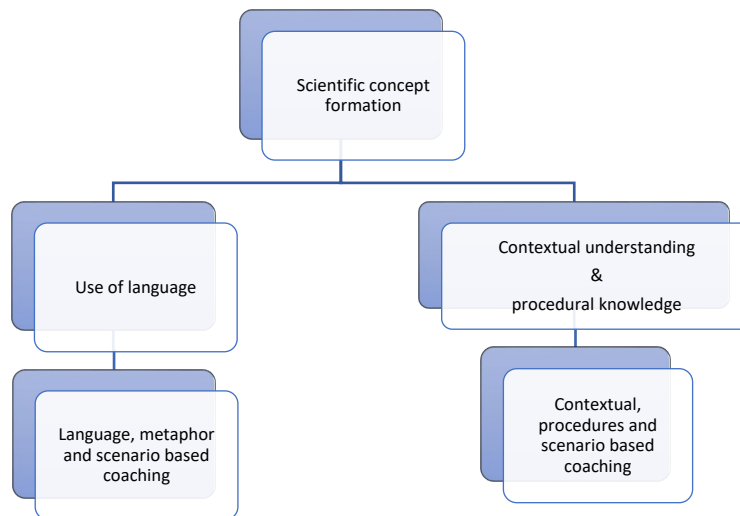 Scientific concept
formation
Use of language
Contextual understanding
&
procedural knowledge
Language, metaphor
and scenario based
coaching
Contextual,
procedures and
scenario based
coaching